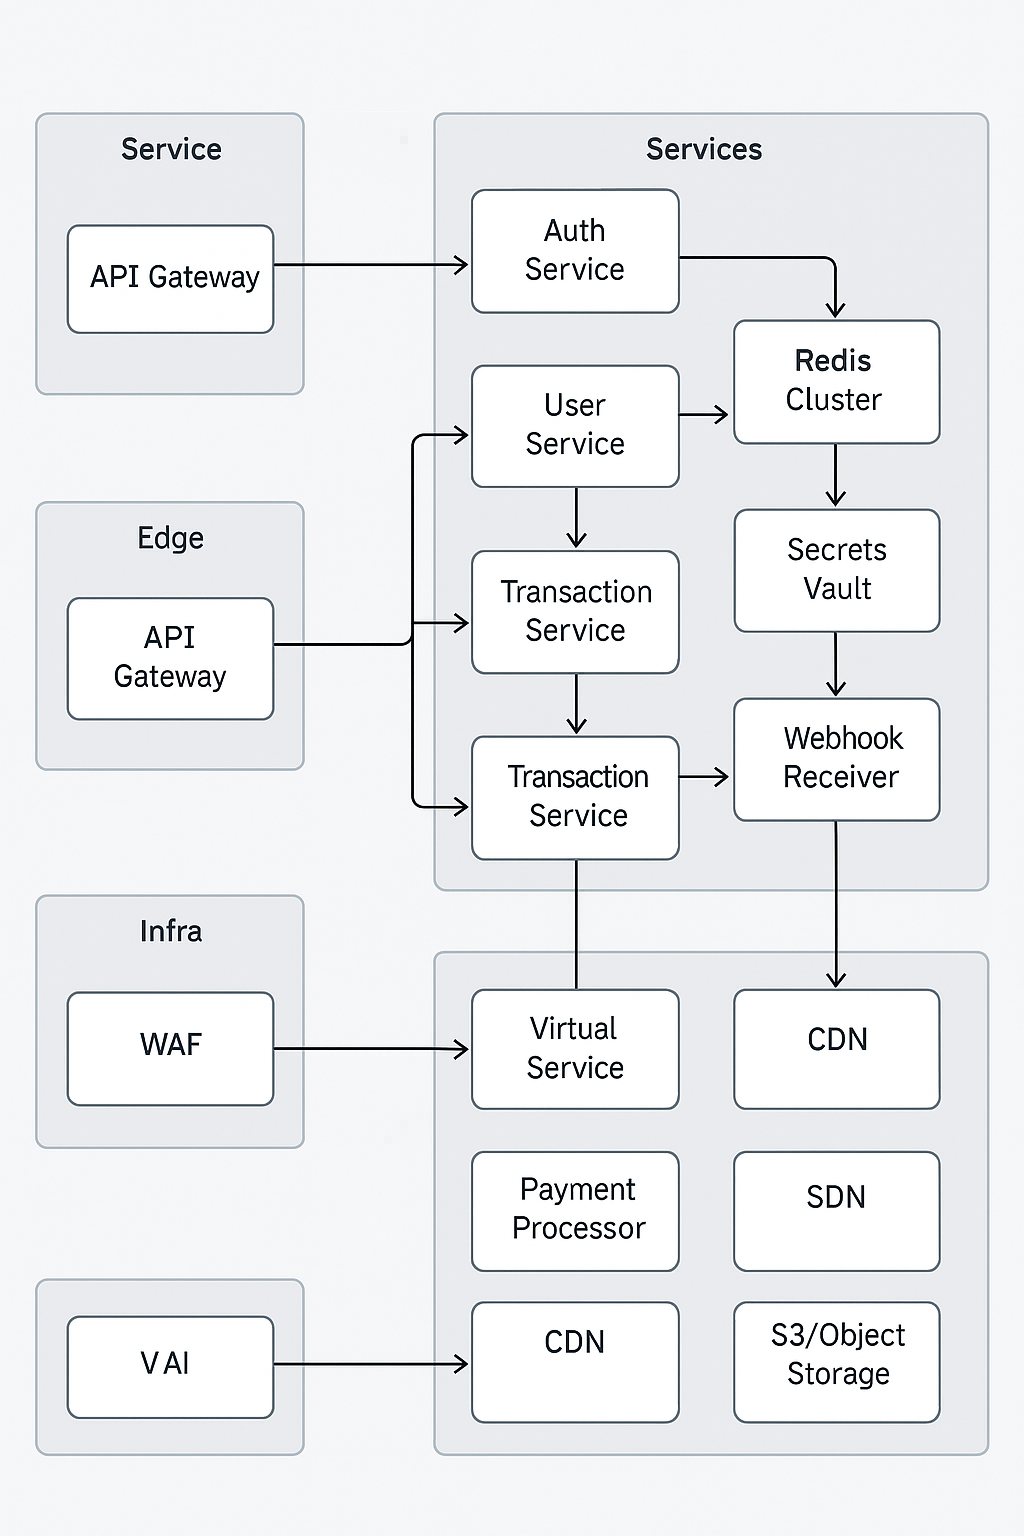 Service
API Gateway
Edge
API
Gateway
Infra
WAF
V AI
Services
Auth
Service
Redis
Cluster
User
Service
Secrets
Vault
Transaction
Service
Webhook
Receiver
Transaction
Service
Virtual
Service
CDN
Payment
Processor
SDN
CDN
S3/Object
Storage